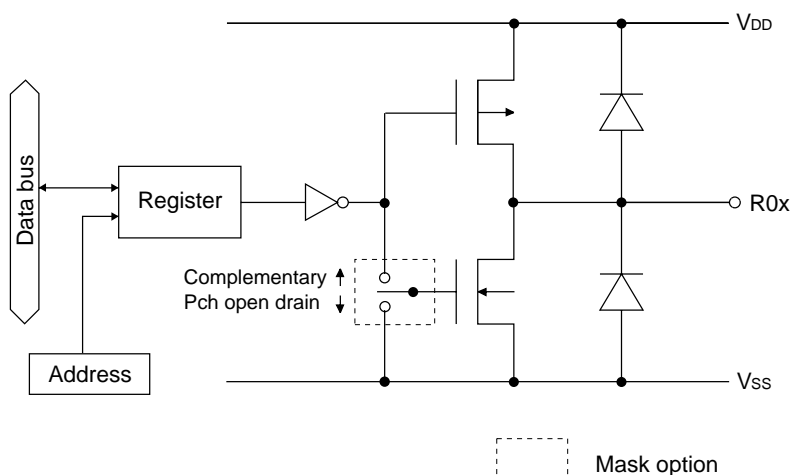 VDD
Data bus
Register
R0x
Complementary
Pch open drain
Address
VSS
Mask option